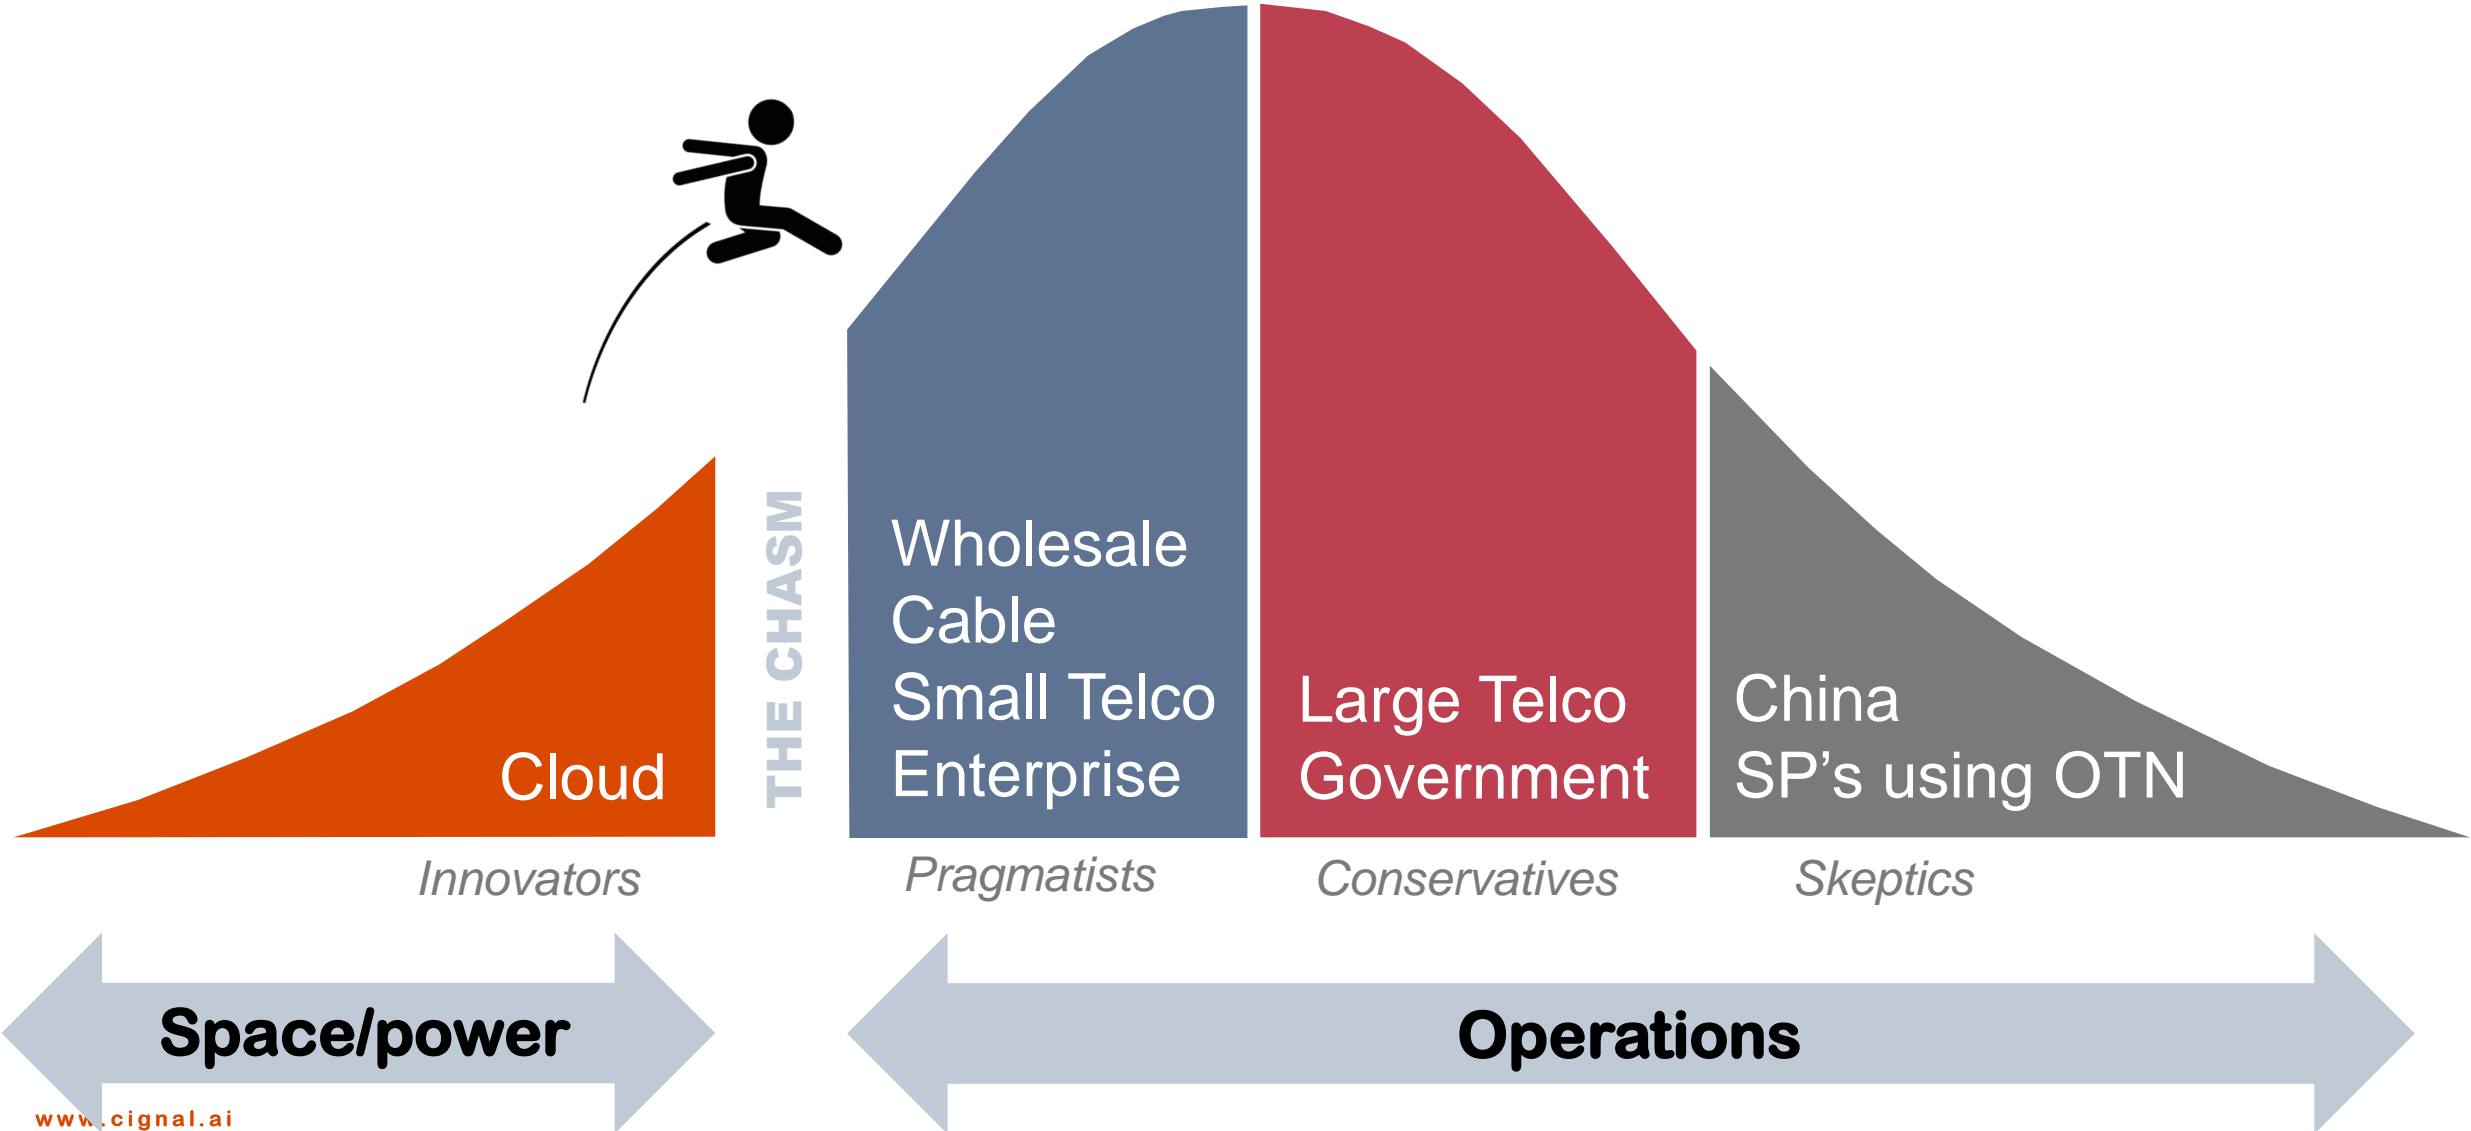 THE CHASM
Cloud
Wholesale
Cable
Small Telco
Enterprise
Large Telco
Government
China
SP’s using OTN
Innovators
Pragmatists
Conservatives
Skeptics
Space/power
Operations
www.cignal.ai